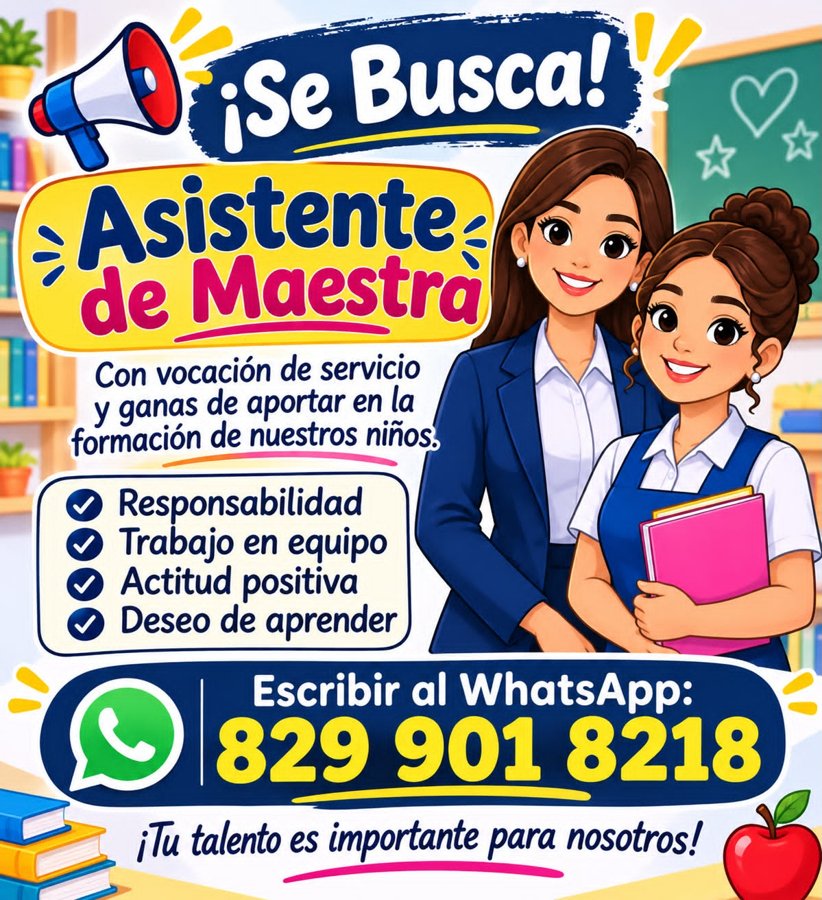 ¡Se Busca!
Asistente
de Maestra
Con vocación de servicio
y ganas de aportar en la
formación de nuestros niños.
Responsabilidad
Trabajo en equipo
Actitud positiva
Deseo de aprender
Escribir al WhatsApp:
829 901 8218
¡Tu talento es importante para nosotros!